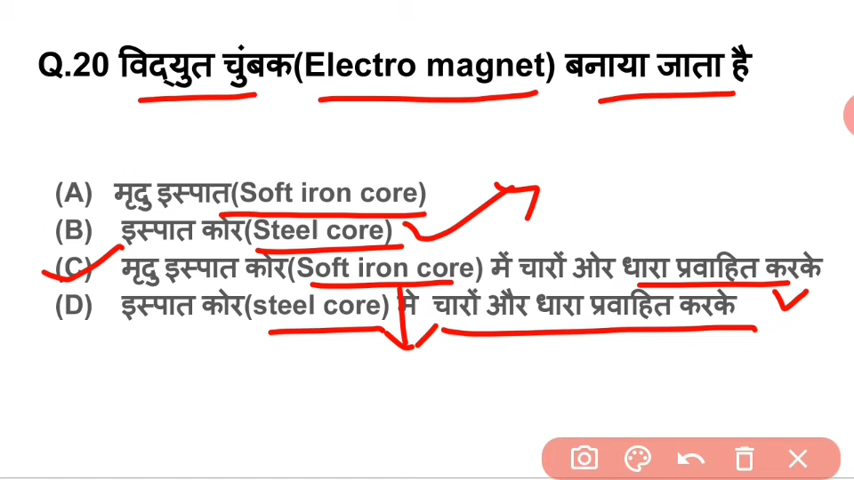 Q.20 विद्युत चुंबक(Electro magnet) बनाया जाता है
(A) मृदु इस्पात(Soft iron core)
(B) इस्पात कोर(Steel core)
(C) मृदु इस्पात कोर(Soft iron core) में चारों ओर धारा प्रवाहित करके
(D) इस्पात कोर(steel core) मे चारों और धारा प्रवाहित करके